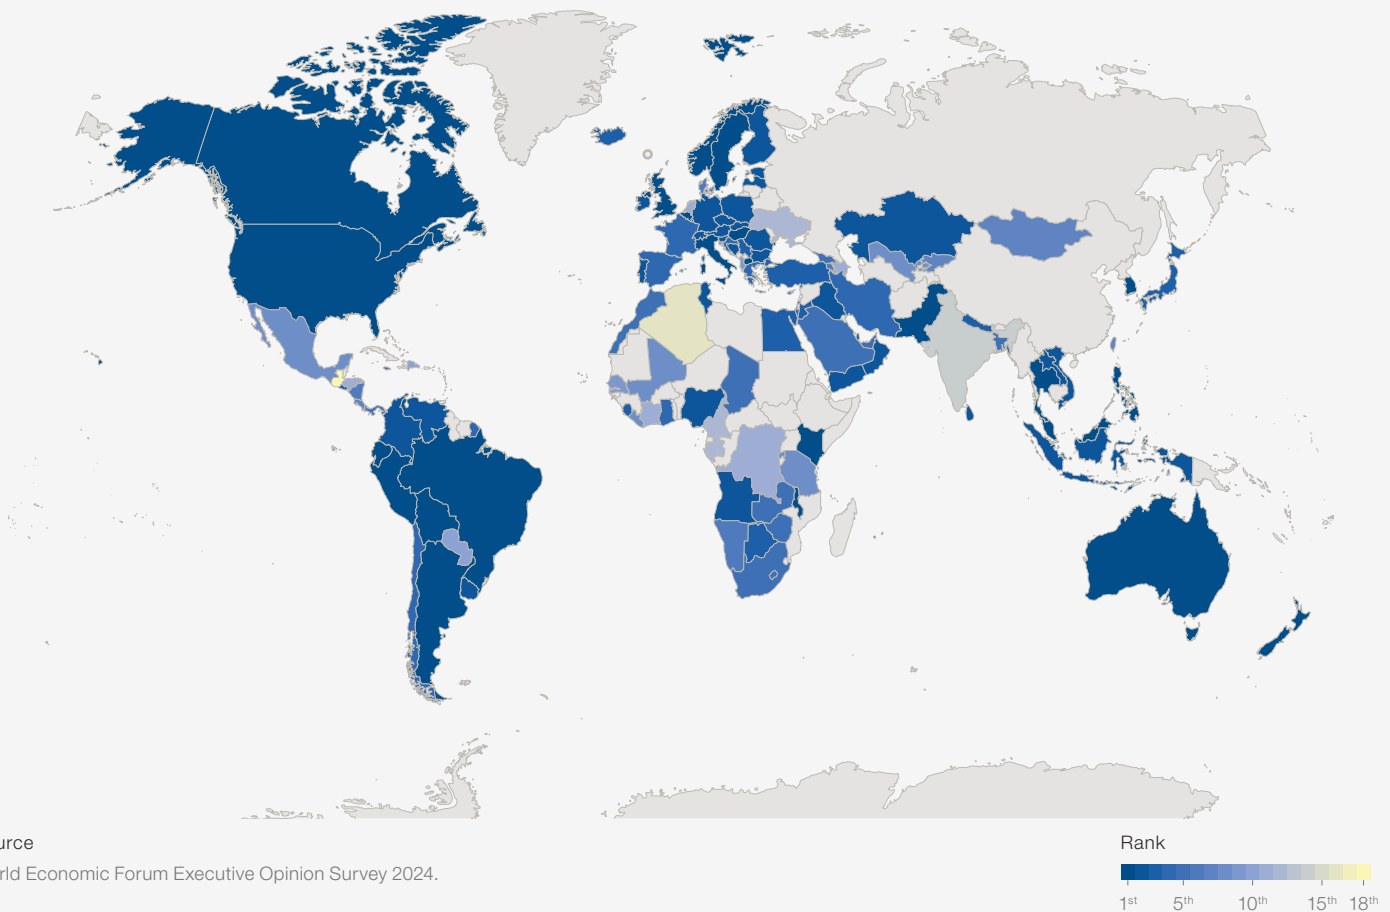 urce
rld Economic Forum Executive Opinion Survey 2024.
Rank
1st 5th 10th 15th 18th